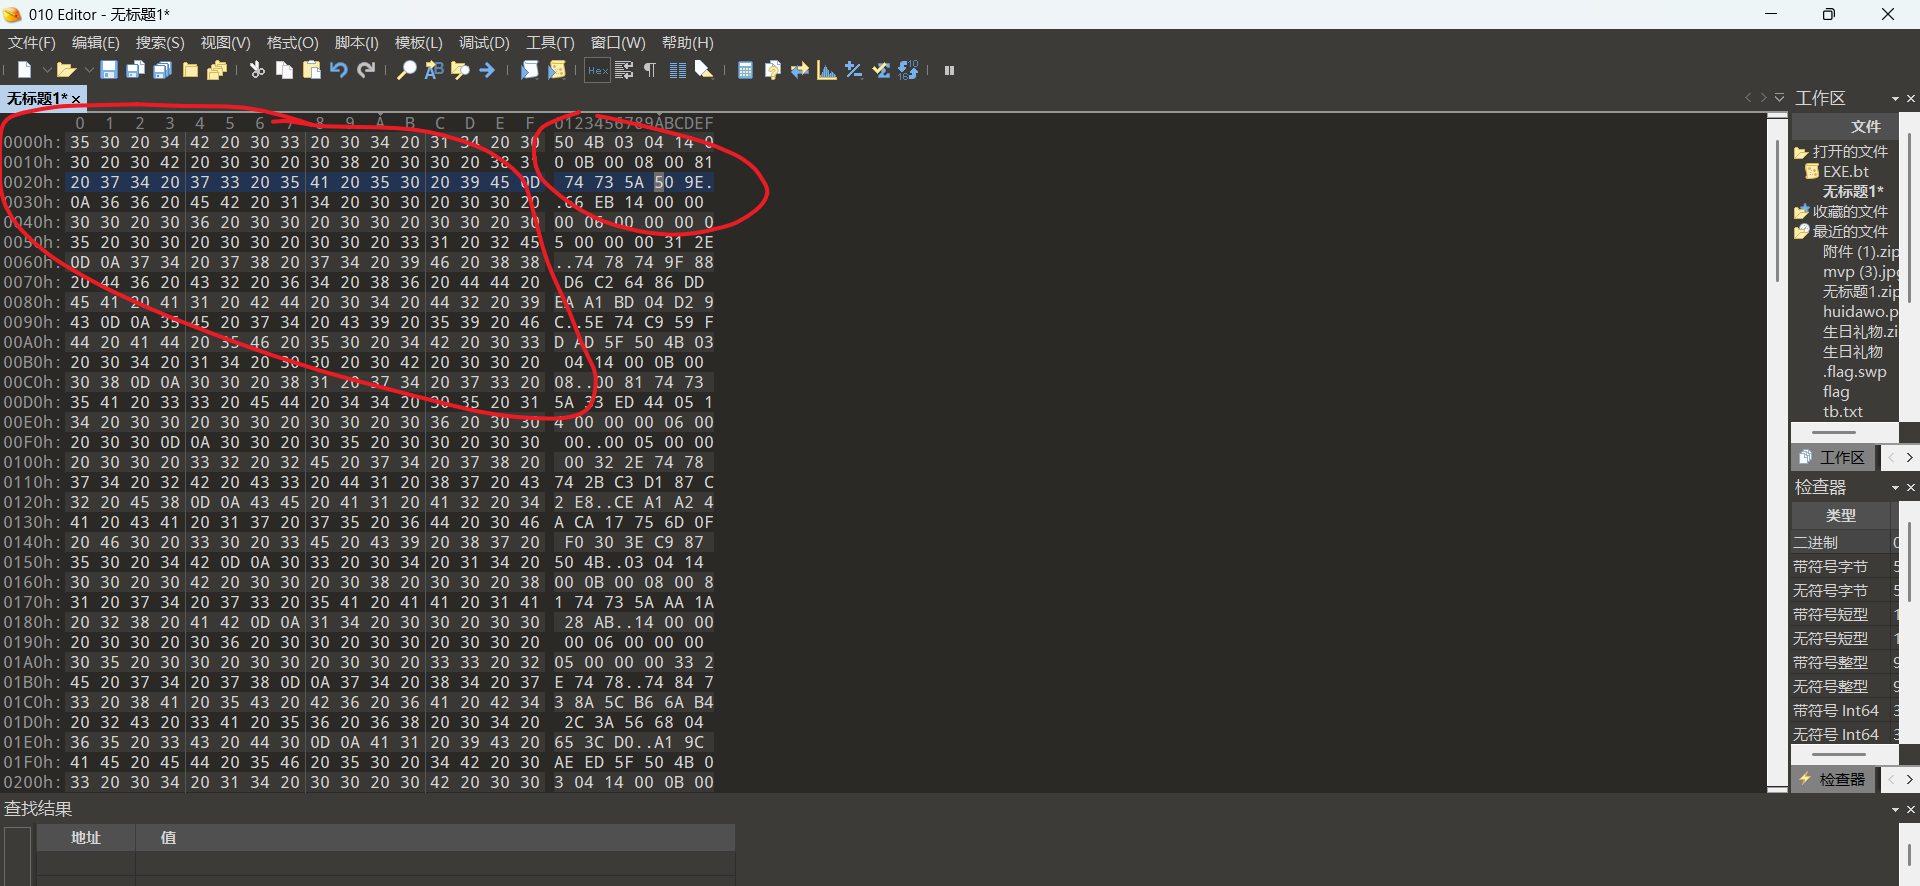 010 Editor - 无标题1*
文件(F) 编辑(E) 搜索(S) 视图(V) 格式(O) 脚本(I) 模板(L) 调试(D) 工具(T) 窗口(W) 帮助(H)
Hex
无标题1*
0 1 2 3 4 5 6 7 8 9 A B C D E F 0123456789ABCDEF
0000h: 35 30 20 34 42 20 30 33 20 30 34 20 31 34 20 30 50 4B 03 04 14 0
0010h: 30 20 30 42 20 30 30 20 30 38 20 30 30 20 38 31 0 0B 00 08 00 81
0020h: 20 37 34 20 37 33 20 35 41 20 35 30 20 39 45 0D 74 73 5A 50 9E.
0030h: 0A 36 36 20 45 42 20 31 34 20 30 30 20 30 30 20 .66 EB 14 00 00
0040h: 30 30 20 30 36 20 30 30 20 30 30 20 30 30 20 30 00 06 00 00 00 0
0050h: 35 20 30 30 20 30 30 20 30 30 20 33 31 20 32 45 5 00 00 00 31 2E
0060h: 0D 0A 37 34 20 37 38 20 37 34 20 39 46 20 38 38 ..74 78 74 9F 88
0070h: 20 44 36 20 43 32 20 36 34 20 38 36 20 44 44 20 D6 C2 64 86 DD
0080h: 45 41 20 41 31 20 42 44 20 30 34 20 44 32 20 39 EA A1 BD 04 D2 9
0090h: 43 0D 0A 35 45 20 37 34 20 43 39 20 35 39 20 46 C..5E 74 C9 59 F
00A0h: 44 20 41 44 20 35 46 20 35 30 20 34 42 20 30 33 D AD 5F 50 4B 03
00B0h: 20 30 34 20 31 34 20 30 30 20 30 42 20 30 30 20 04 14 00 0B 00
00C0h: 30 38 0D 0A 30 30 20 38 31 20 37 34 20 37 33 20 08..00 81 74 73
00D0h: 35 41 20 33 33 20 45 44 20 34 34 20 30 35 20 31 5A 33 ED 44 05 1
00E0h: 34 20 30 30 20 30 30 20 30 30 20 30 36 20 30 30 4 00 00 00 06 00
00F0h: 20 30 30 0D 0A 30 30 20 30 35 20 30 30 20 30 30 00..00 05 00 00
0100h: 20 30 30 20 33 32 20 32 45 20 37 34 20 37 38 20 00 32 2E 74 78
0110h: 37 34 20 32 42 20 43 33 20 44 31 20 38 37 20 43 74 2B C3 D1 87 C
0120h: 32 20 45 38 0D 0A 43 45 20 41 31 20 41 32 20 34 2 E8..CE A1 A2 4
0130h: 41 20 43 41 20 31 37 20 37 35 20 36 44 20 30 46 A CA 17 75 6D 0F
0140h: 20 46 30 20 33 30 20 33 45 20 43 39 20 38 37 20 F0 30 3E C9 87
0150h: 35 30 20 34 42 0D 0A 30 33 20 30 34 20 31 34 20 50 4B..03 04 14
0160h: 30 30 20 30 42 20 30 30 20 30 38 20 30 30 20 38 00 0B 00 08 00 8
0170h: 31 20 37 34 20 37 33 20 35 41 20 41 41 20 31 41 1 74 73 5A AA 1A
0180h: 20 32 38 20 41 42 0D 0A 31 34 20 30 30 20 30 30 28 AB..14 00 00
0190h: 20 30 30 20 30 36 20 30 30 20 30 30 20 30 30 20 00 06 00 00 00
01A0h: 30 35 20 30 30 20 30 30 20 30 30 20 33 33 20 32 05 00 00 00 33 2
01B0h: 45 20 37 34 20 37 38 0D 0A 37 34 20 38 34 20 37 E 74 78..74 84 7
01C0h: 33 20 38 41 20 35 43 20 42 36 20 36 41 20 42 34 3 8A 5C B6 6A B4
01D0h: 20 32 43 20 33 41 20 35 36 20 36 38 20 30 34 20 2C 3A 56 68 04
01E0h: 36 35 20 33 43 20 44 30 0D 0A 41 31 20 39 43 20 65 3C D0..A1 9C
01F0h: 41 45 20 45 44 20 35 46 20 35 30 20 34 42 20 30 AE ED 5F 50 4B 0
0200h: 33 20 30 34 20 31 34 20 30 30 20 30 42 20 30 30 3 04 14 00 0B 00
工作区
文件
打开的文件
EXE.bt
无标题1*
收藏的文件
最近的文件
附件 (1).zip
mvp (3).jp
无标题1.zip
huidawo.p
生日礼物.zi
生日礼物
.flag.swp
flag
tb.txt
工作区
检查器
类型
二进制
带符号字节
无符号字节
带符号短型
无符号短型
带符号整型
无符号整型
带符号 Int64
无符号 Int64
检查器
查找结果
地址 值